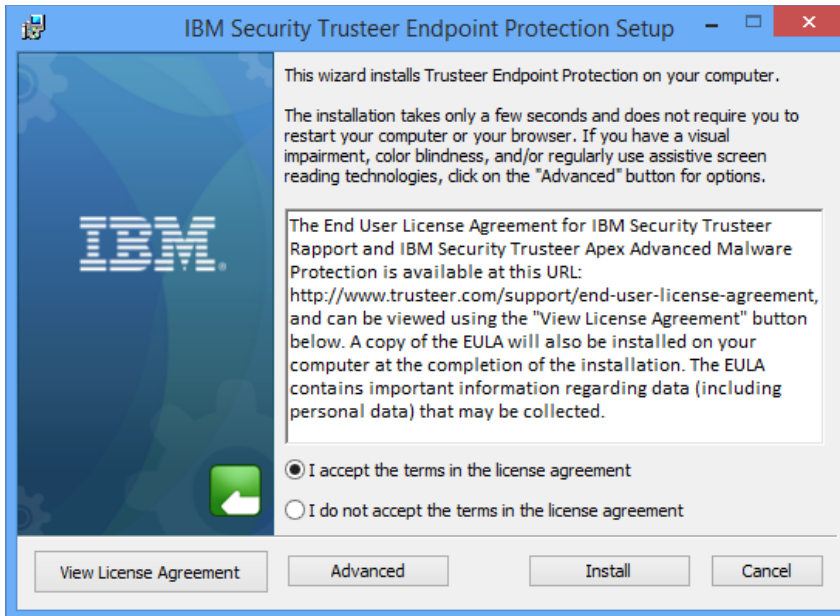 IBM Security Trusteer Endpoint Protection Setup
This wizard installs Trusteer Endpoint Protection on your computer.
The installation takes only a few seconds and does not require you to
restart your computer or your browser. If you have a visual
impairment, color blindness, and/or regularly use assistive screen
reading technologies, click on the "Advanced" button for options.
IBM.
The End User License Agreement for IBM Security Trusteer
Rapport and IBM Security Trusteer Apex Advanced Malware
Protection is available at this URL:
http://www.trusteer.com/support/end-user-license-agreement,
and can be viewed using the "View License Agreement" button
below. A copy of the EULA will also be installed on your
computer at the completion of the installation. The EULA
contains important information regarding data (including
personal data) that may be collected.
I accept the terms in the license agreement
I do not accept the terms in the license agreement
View License Agreement
Advanced
Install
Cancel